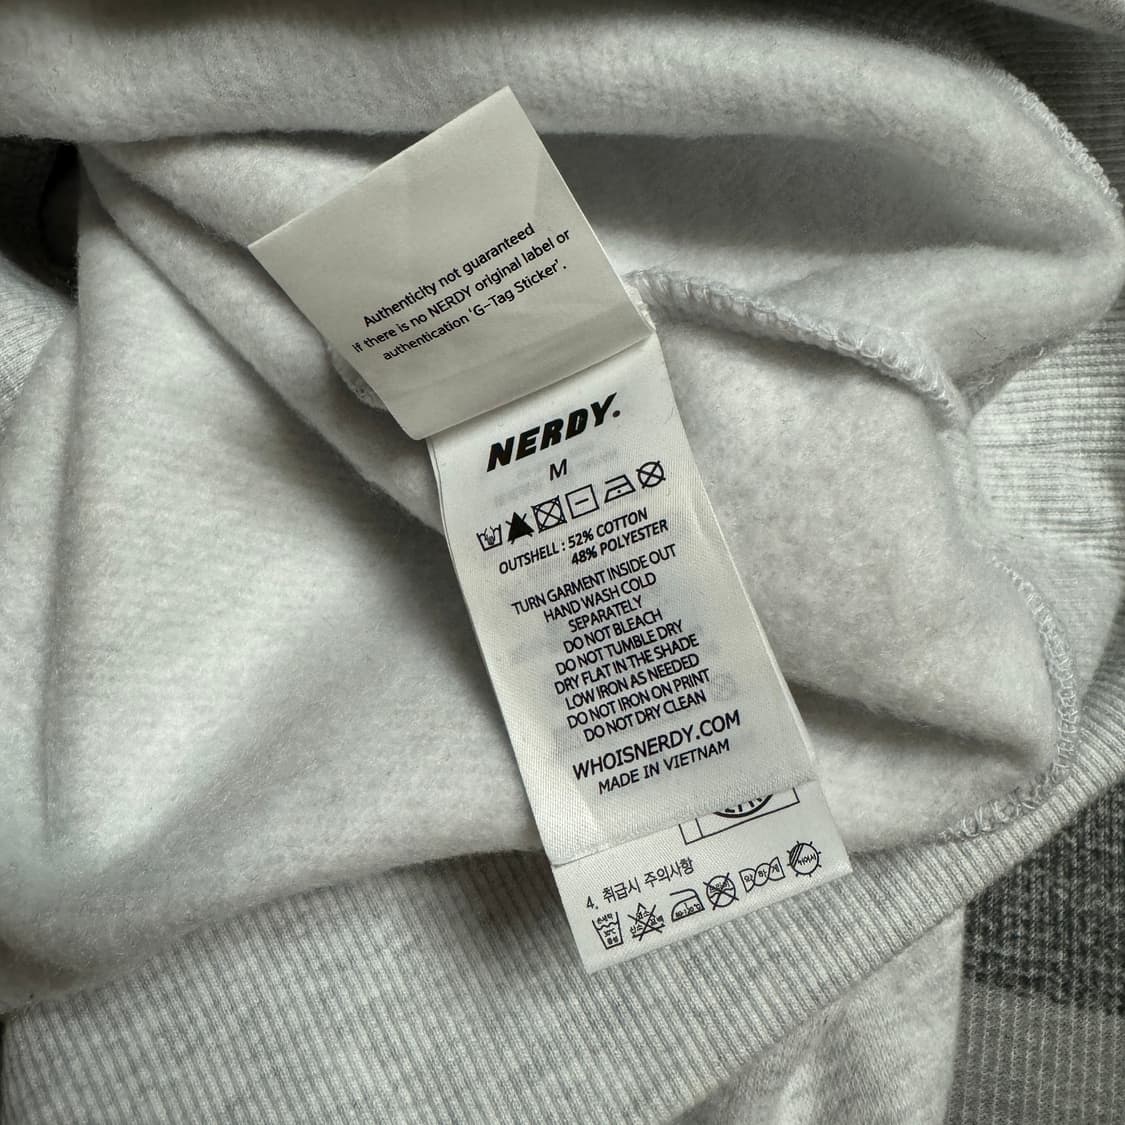 Authenticity not guaranteed
if there is no NERDY original label or
authentication 'G-Tag Sticker'.
NERDY.
M
OUTSHELL : 52% COTTON
48% POLYESTER
TURN GARMENT INSIDE OUT
HAND WASH COLD
SEPARATELY
DO NOT BLEACH
DO NOT TUMBLE DRY
DRY FLAT IN THE SHADE
LOW IRON AS NEEDED
DO NOT IRON ON PRINT
DO NOT DRY CLEAN
WHOISNERDY.COM
MADE IN VIETNAM
4. 취급시 주의사항
약하게